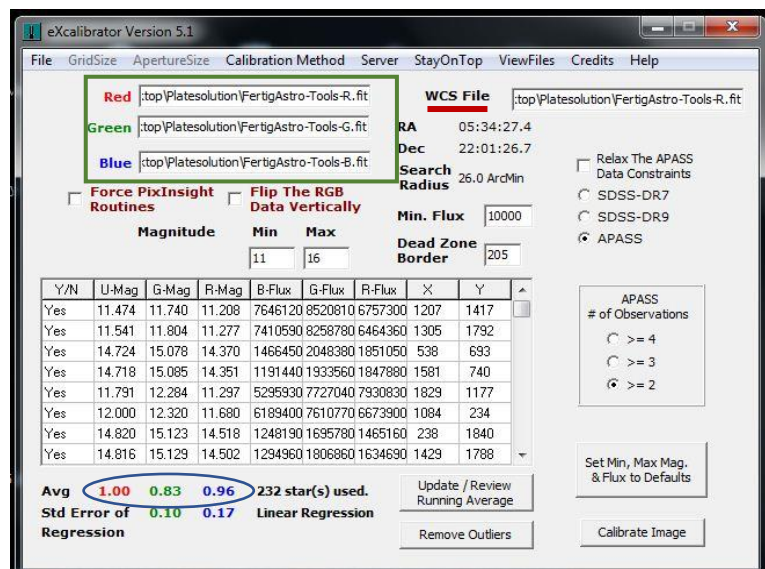 eXcalibrator Version 5.1
File GridSize ApertureSize Calibration Method Server StayOnTop ViewFiles Credits Help
Red :top\Platesolution\FertigAstro-Tools-R.fit WCS File :top\Platesolution\FertigAstro-Tools-R.fit
Green :top\Platesolution\FertigAstro-Tools-G.fit RA 05:34:27.4
Dec 22:01:26.7
Blue :top\Platesolution\FertigAstro-Tools-B.fit
Search Radius 26.0 ArcMin
Relax The APASS
Data Constraints
Force PixInsight Routines
Flip The RGB Data Vertically
SDSS-DR7
Min. Flux 10000 SDSS-DR9
Magnitude Min Max
APASS
11 16
Dead Zone Border 205
Y/N U-Mag G-Mag R-Mag B-Flux G-Flux R-Flux X Y
Yes 11.474 11.740 11.208 7646120 8520810 6757300 1207 1417
Yes 11.541 11.804 11.277 7410590 8258780 6464360 1305 1792
Yes 14.724 15.078 14.370 1466450 2048380 1851050 538 693
Yes 14.718 15.085 14.351 1191440 1933560 1847880 1581 740
Yes 11.791 12.284 11.297 5295930 7727040 7930830 1829 1177
Yes 12.000 12.320 11.680 6189400 7610770 6673900 1084 234
Yes 14.820 15.123 14.518 1248190 1695780 1465160 238 1840
Yes 14.816 15.129 14.502 1294960 1806860 1634690 1429 1788
APASS
# of Observations
>= 4
>= 3
>= 2
Avg 1.00 0.83 0.96 232 star(s) used.
Std Error of 0.10 0.17 Linear Regression
Regression
Update / Review
Running Average
Remove Outliers
Set Min, Max Mag.
& Flux to Defaults
Calibrate Image